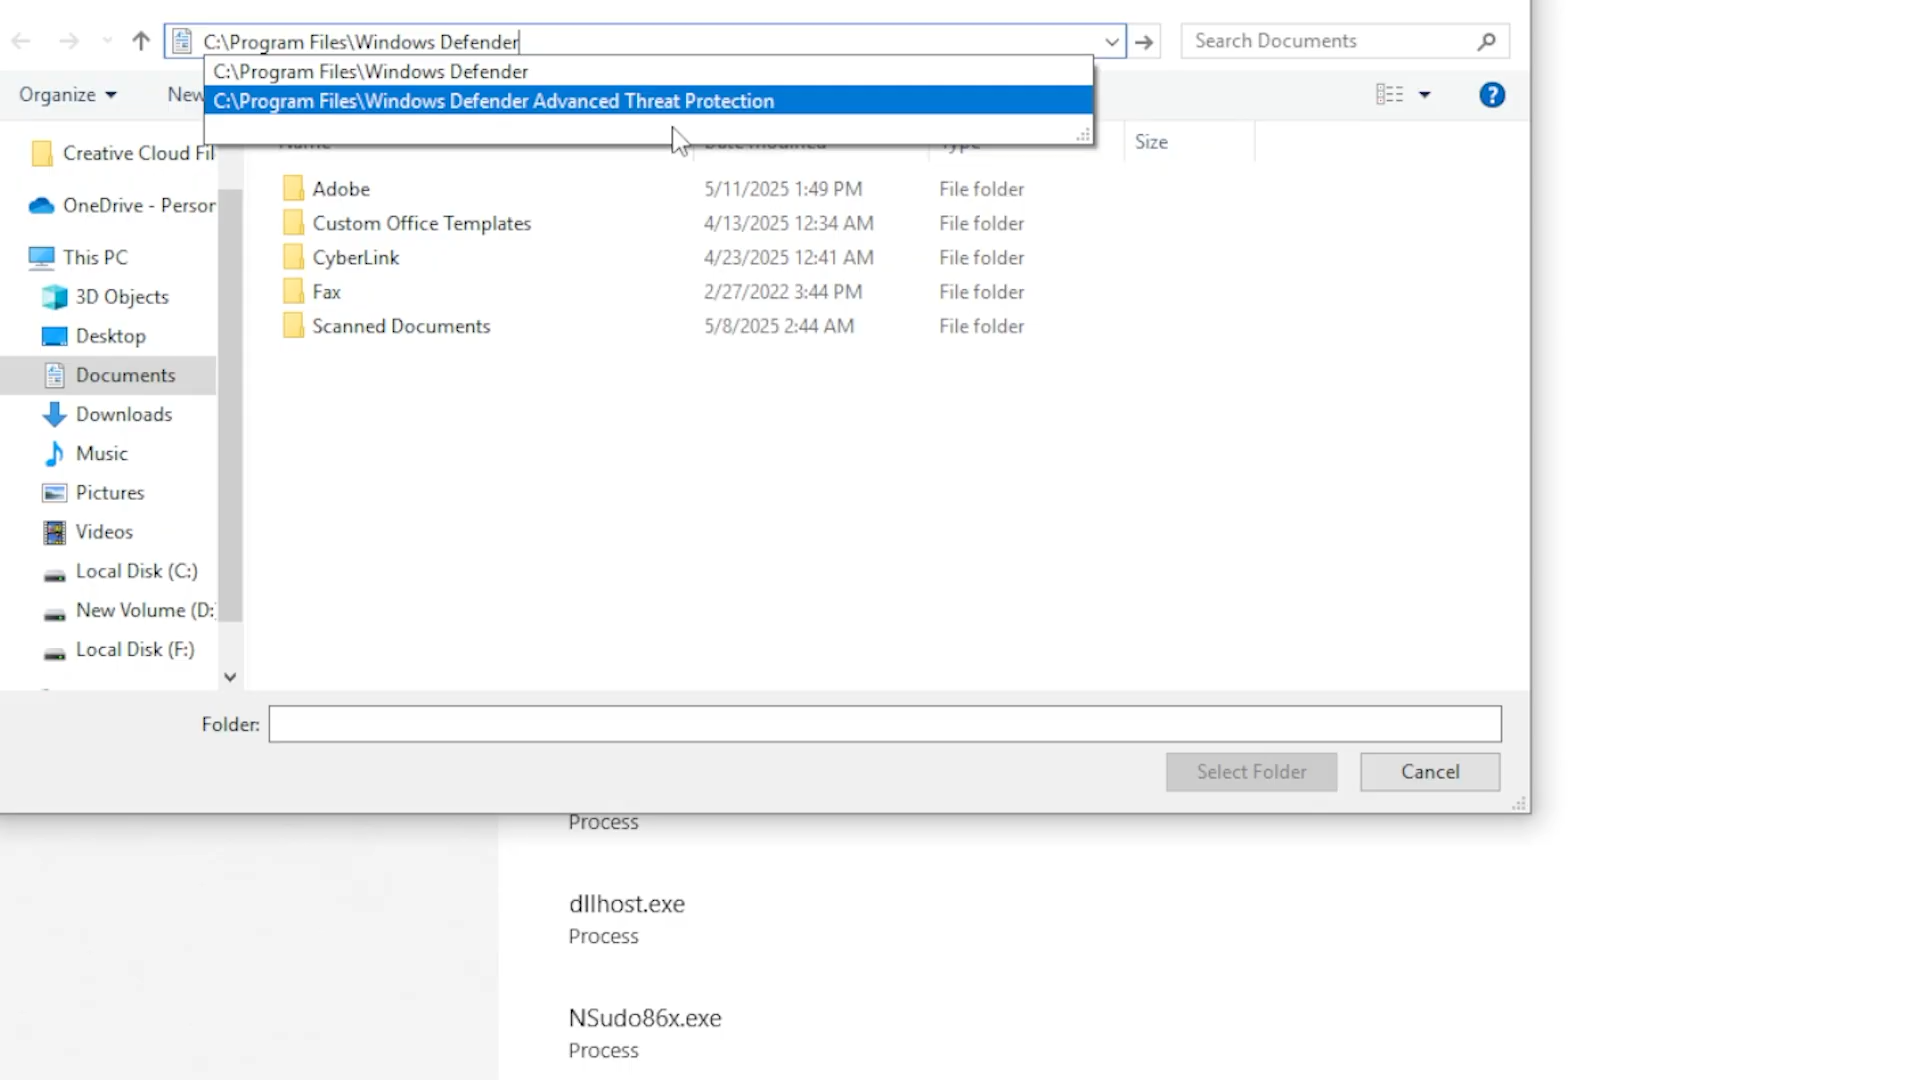 C:\Program Files\Windows Defender
Search Documents
C:\Program Files\Windows Defender
C:\Program Files\Windows Defender Advanced Threat Protection
Organize
New
Name Date modified Type Size
Creative Cloud Fil
OneDrive - Person
This PC
3D Objects
Desktop
Documents
Downloads
Music
Pictures
Videos
Local Disk (C:)
New Volume (D:)
Local Disk (F:)
Adobe 5/11/2025 1:49 PM File folder
Custom Office Templates 4/13/2025 12:34 AM File folder
CyberLink 4/23/2025 12:41 AM File folder
Fax 2/27/2022 3:44 PM File folder
Scanned Documents 5/8/2025 2:44 AM File folder
Folder:
Select Folder Cancel
Process
dllhost.exe
Process
NSudo86x.exe
Process